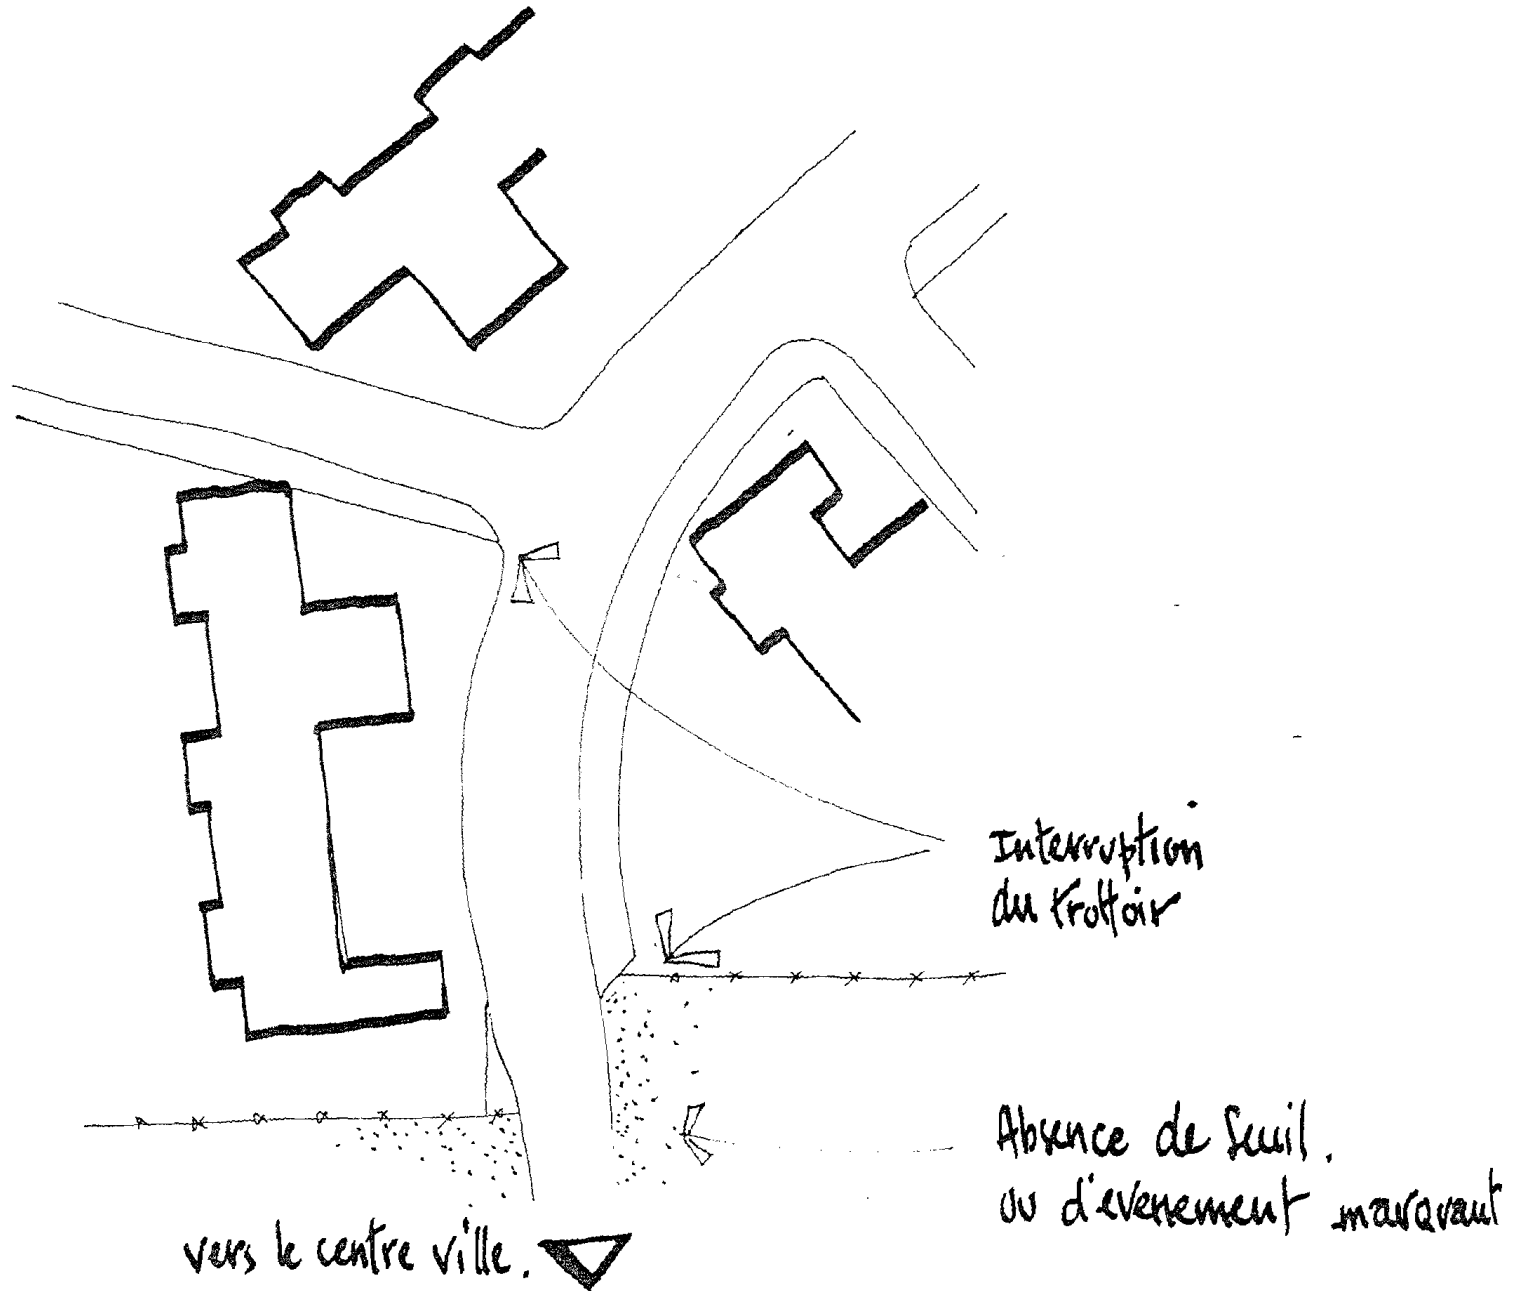 Interruption
du trottoir
Absence de Seuil.
ou d'evenement marquant
vers le centre ville.